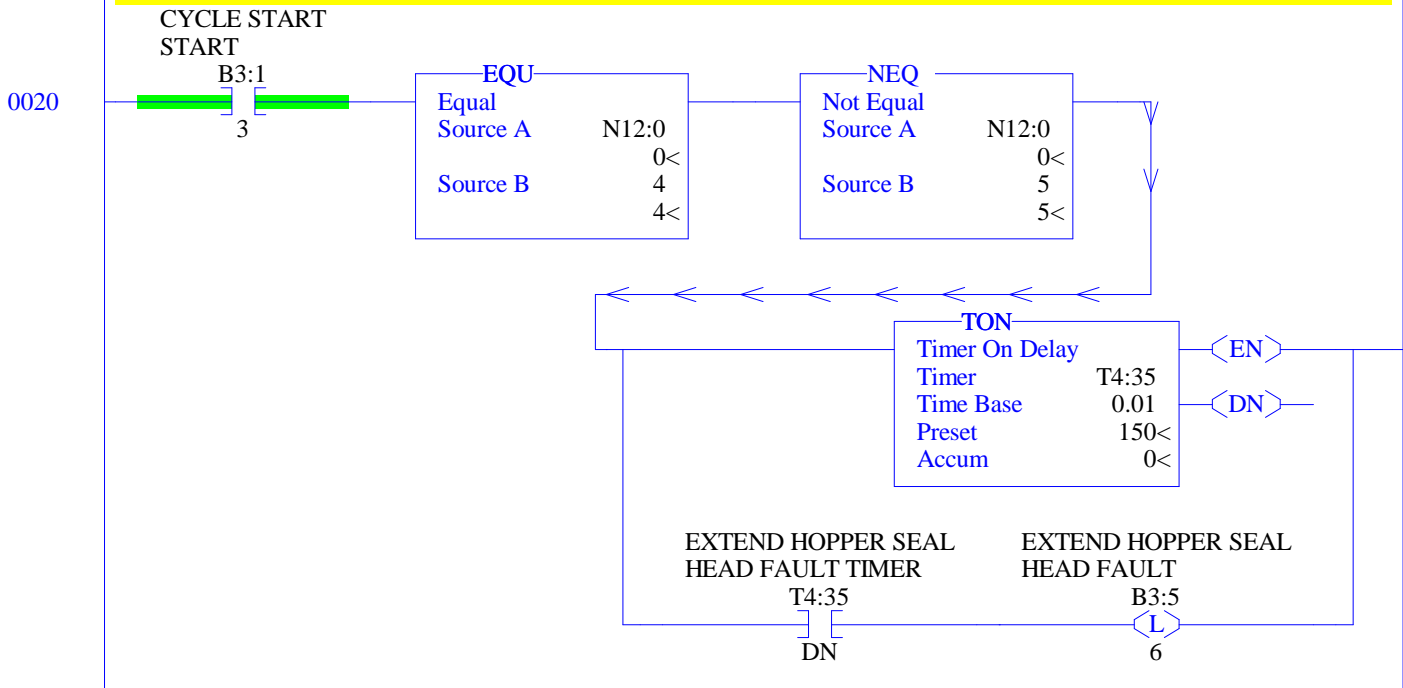 CYCLE START
START
B3:1
0020
3
EQU
Equal
Source A N12:0
0<
Source B 4
4<
NEQ
Not Equal
Source A N12:0
0<
Source B 5
5<
TON
Timer On Delay
Timer T4:35
Time Base 0.01
Preset 150<
Accum 0<
EN
DN
EXTEND HOPPER SEAL
HEAD FAULT TIMER
T4:35
DN
EXTEND HOPPER SEAL
HEAD FAULT
B3:5
L
6